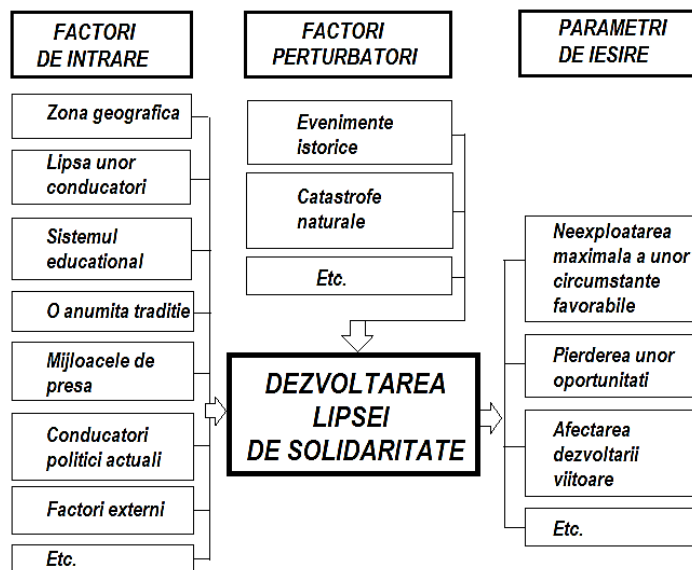 FACTORI
DE INTRARE
Zona geografica
Lipsa unor
conducatori
Sistemul
educational
O anumita traditie
Mijloacele de
presa
Conducatori
politici actuali
Factori externi
Etc.
FACTORI
PERTURBATORI
Evenimente
istorice
Catastrofe
naturale
Etc.
DEZVOLTAREA
LIPSEI
DE SOLIDARITATE
PARAMETRI
DE IESIRE
Neexploatarea
maximala a unor
circumstante
favorabile
Pierderea unor
oportunitati
Afectarea
dezvoltarii
viitoare
Etc.